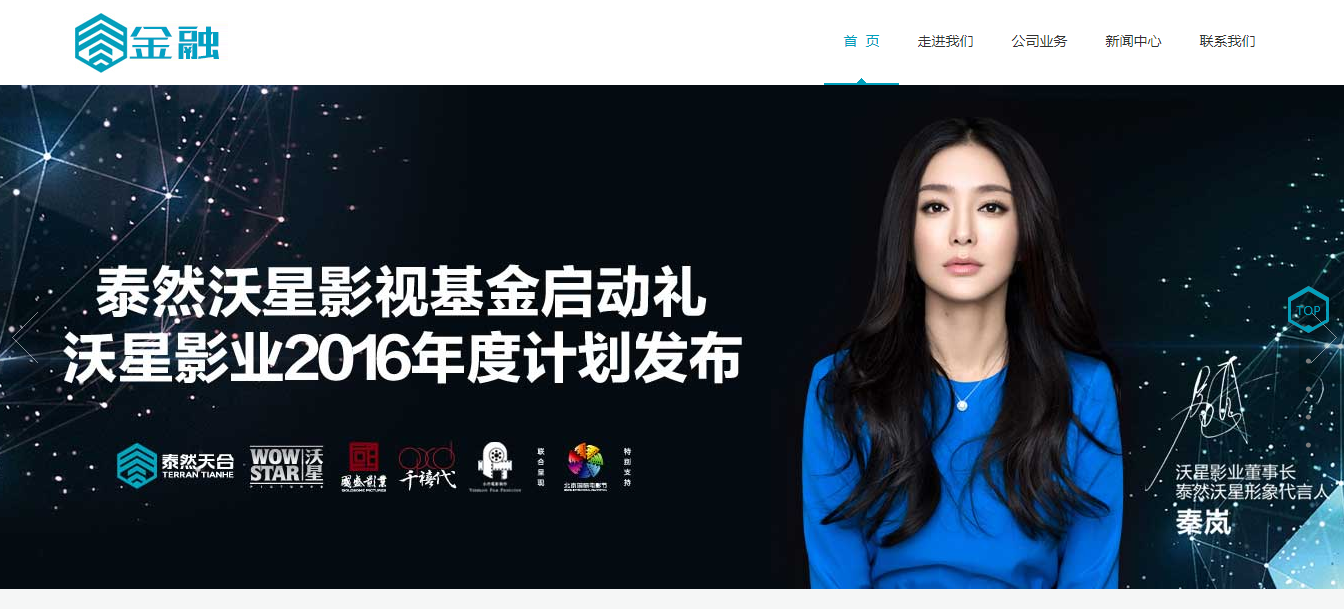 金融
首 页
走进我们
公司业务
新闻中心
联系我们
泰然沃星影视基金启动礼
沃星影业2016年度计划发布
TOP
泰然天合
TERRAN TIANHE
WOW STAR 沃星
PICTURES
國盛影業
GOLDSOME PICTURES
千禧代
联合呈现
北京国际电影节
特别支持
沃星影业董事长
泰然沃星形象代言人
秦岚